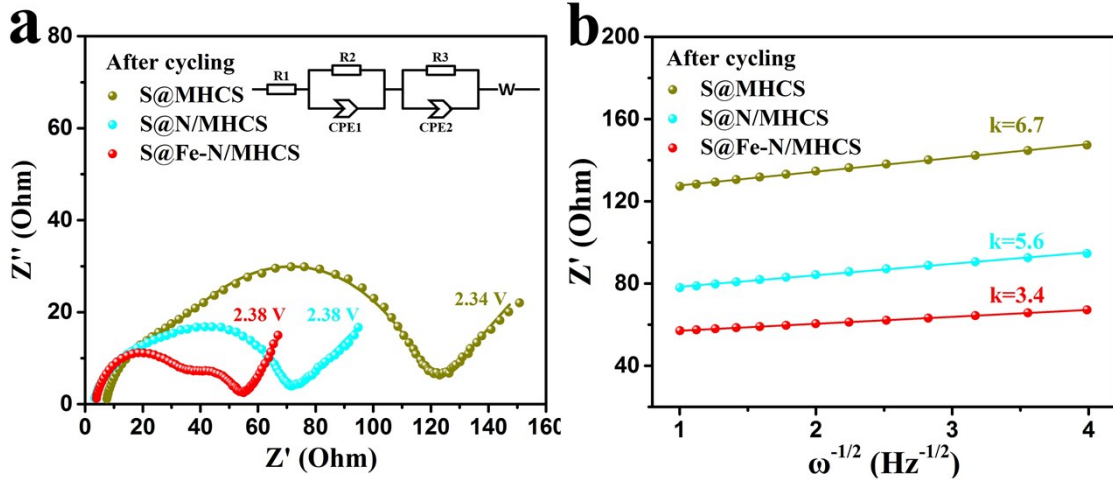 a
80
60
40
20
0
Z'' (Ohm)
After cycling
S@MHCS
S@N/MHCS
S@Fe-N/MHCS
R1
R2
R3
CPE1
CPE2
W
2.38 V
2.38 V
2.34 V
0 20 40 60 80 100 120 140 160
Z' (Ohm)
b
200
160
120
80
40
Z' (Ohm)
After cycling
S@MHCS
S@N/MHCS
S@Fe-N/MHCS
k=6.7
k=5.6
k=3.4
1 2 3 4
ω⁻¹/² (Hz⁻¹/²)